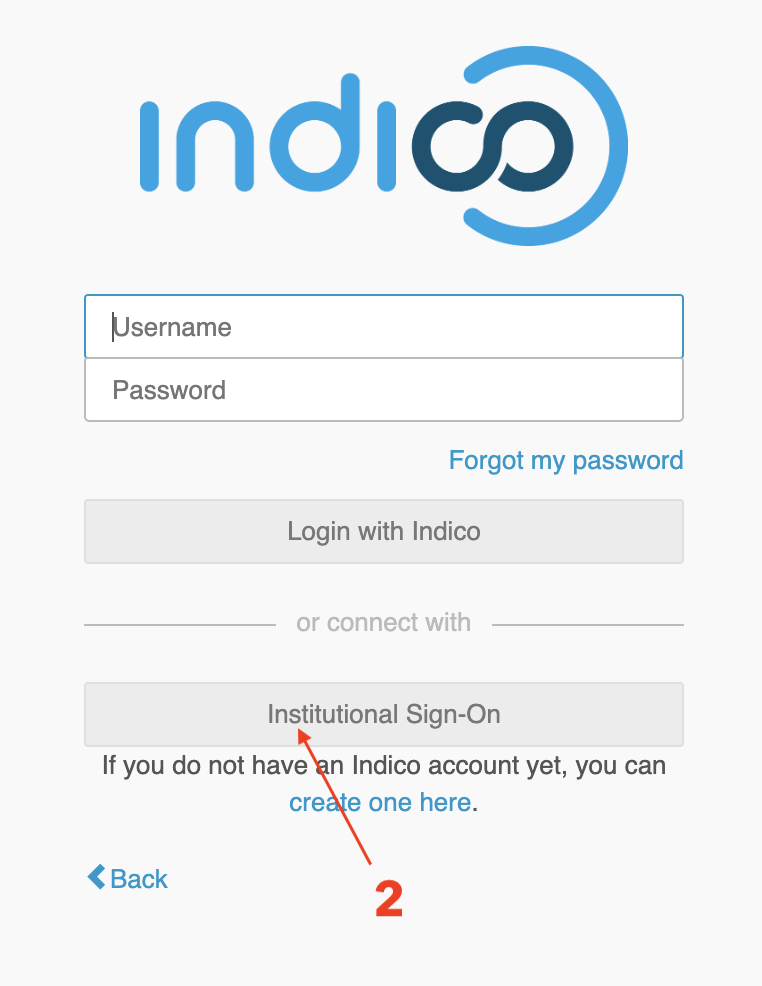 indico
Username
Password
Forgot my password
Login with Indico
or connect with
Institutional Sign-On
If you do not have an Indico account yet, you can
create one here.
Back
2